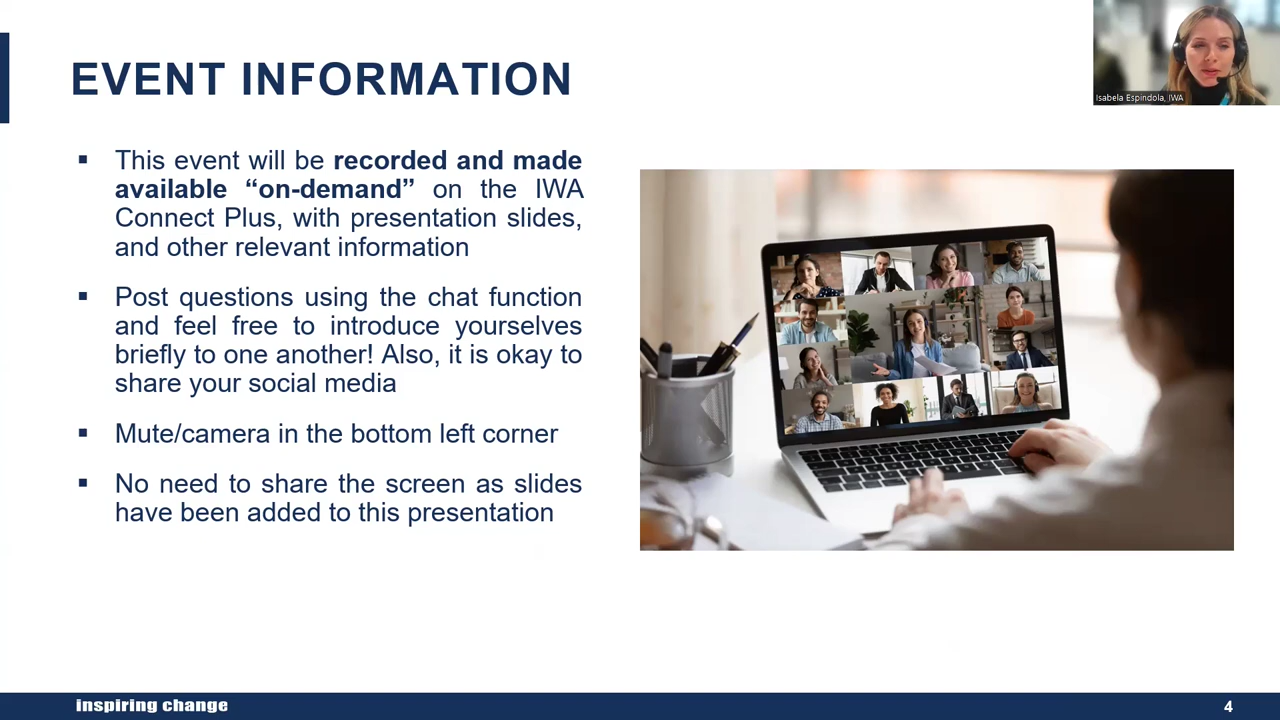 EVENT INFORMATION
Isabela Espindola, IWA
▪ This event will be recorded and made
available “on-demand” on the IWA
Connect Plus, with presentation slides,
and other relevant information
▪ Post questions using the chat function
and feel free to introduce yourselves
briefly to one another! Also, it is okay to
share your social media
▪ Mute/camera in the bottom left corner
▪ No need to share the screen as slides
have been added to this presentation
inspiring change
4